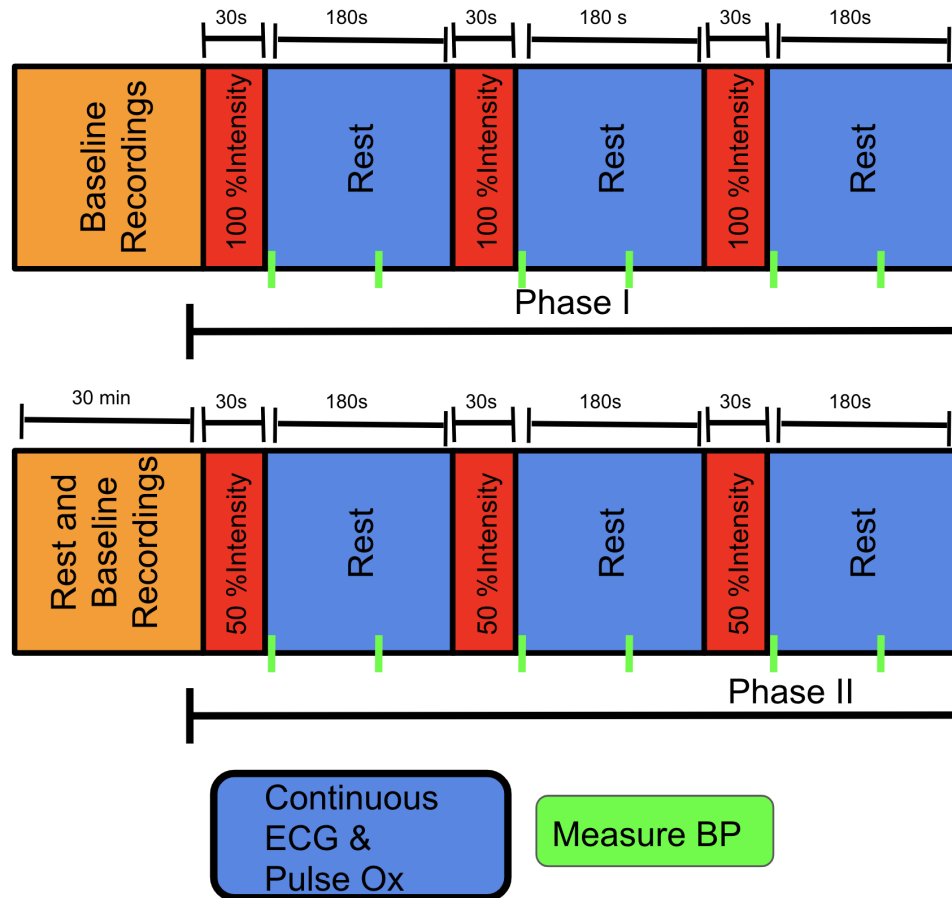 30s
180s
30s
180 s
30s
180s
Baseline
Recordings
100 %Intensity
Rest
100 %Intensity
Rest
100 %Intensity
Rest
Phase I
30 min
30s
180s
30s
180s
30s
180s
Rest and
Baseline
Recordings
50 %Intensity
Rest
50 %Intensity
Rest
50 %Intensity
Rest
Phase II
Continuous
ECG &
Pulse Ox
Measure BP